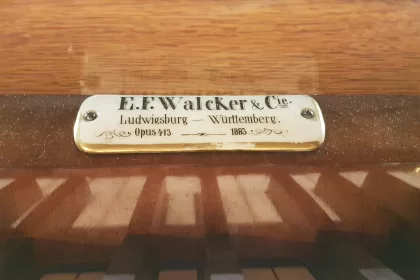 E.F. Walcker & Cie.
Ludwigsburg — Württemberg.
Opus 413 — 1883